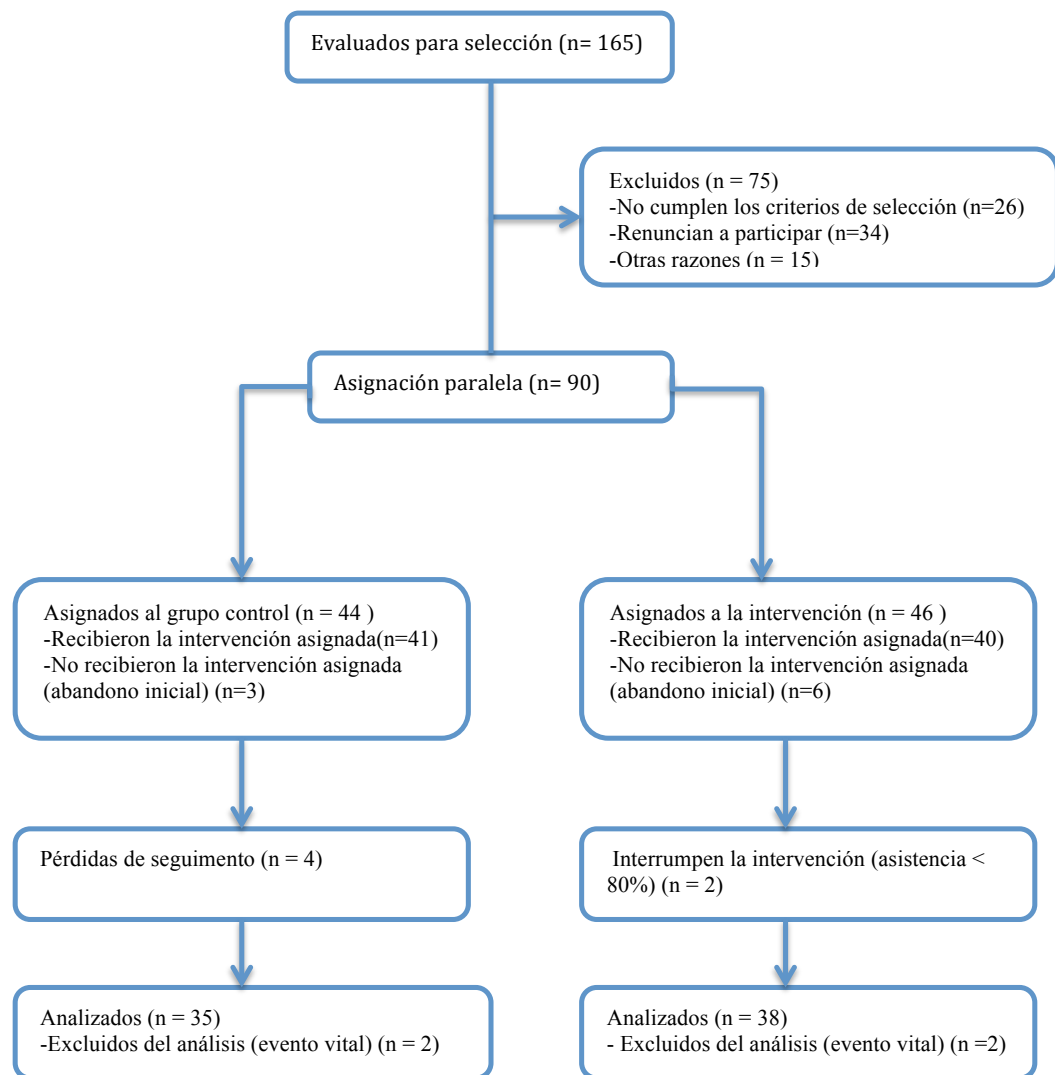 Evaluados para selección (n= 165)
Excluidos (n = 75)
-No cumplen los criterios de selección (n=26)
-Renuncian a participar (n=34)
-Otras razones (n = 15)
Asignación paralela (n= 90)
Asignados al grupo control (n = 44 )
-Recibieron la intervención asignada(n=41)
-No recibieron la intervención asignada
(abandono inicial) (n=3)
Asignados a la intervención (n = 46 )
-Recibieron la intervención asignada(n=40)
-No recibieron la intervención asignada
(abandono inicial) (n=6)
Pérdidas de seguimento (n = 4)
Interrumpen la intervención (asistencia <
80%) (n = 2)
Analizados (n = 35)
-Excluidos del análisis (evento vital) (n = 2)
Analizados (n = 38)
- Excluidos del análisis (evento vital) (n =2)